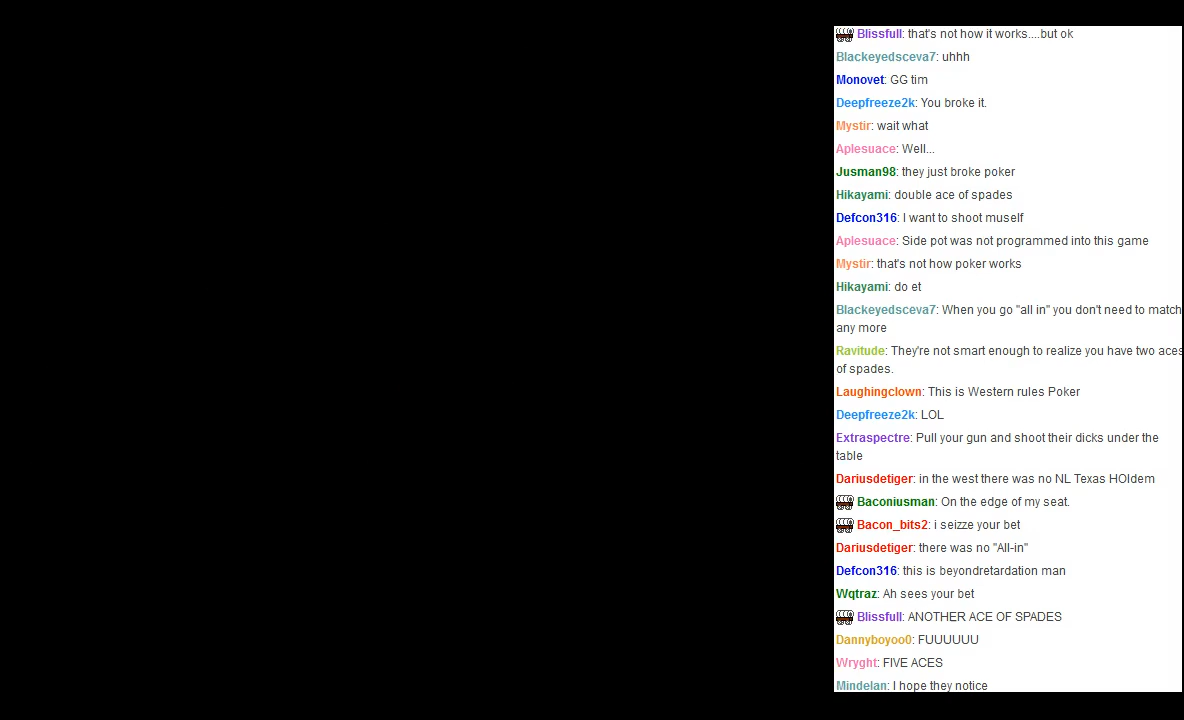 Blissfull: that's not how it works....but ok
Blackeyedsceva7: uhhh
Monovet: GG tim
Deepfreeze2k: You broke it.
Mystir: wait what
Aplesuace: Well...
Jusman98: they just broke poker
Hikayami: double ace of spades
Defcon316: I want to shoot muself
Aplesuace: Side pot was not programmed into this game
Mystir: that's not how poker works
Hikayami: do et
Blackeyedsceva7: When you go "all in" you don't need to match
any more
Ravitude: They're not smart enough to realize you have two aces
of spades.
Laughingclown: This is Western rules Poker
Deepfreeze2k: LOL
Extraspectre: Pull your gun and shoot their dicks under the
table
Dariusdetiger: in the west there was no NL Texas HOldem
Baconiusman: On the edge of my seat.
Bacon_bits2: i seizze your bet
Dariusdetiger: there was no "All-in"
Defcon316: this is beyondretardation man
Wqtraz: Ah sees your bet
Blissfull: ANOTHER ACE OF SPADES
Dannyboyoo0: FUUUUUU
Wryght: FIVE ACES
Mindelan: I hope they notice